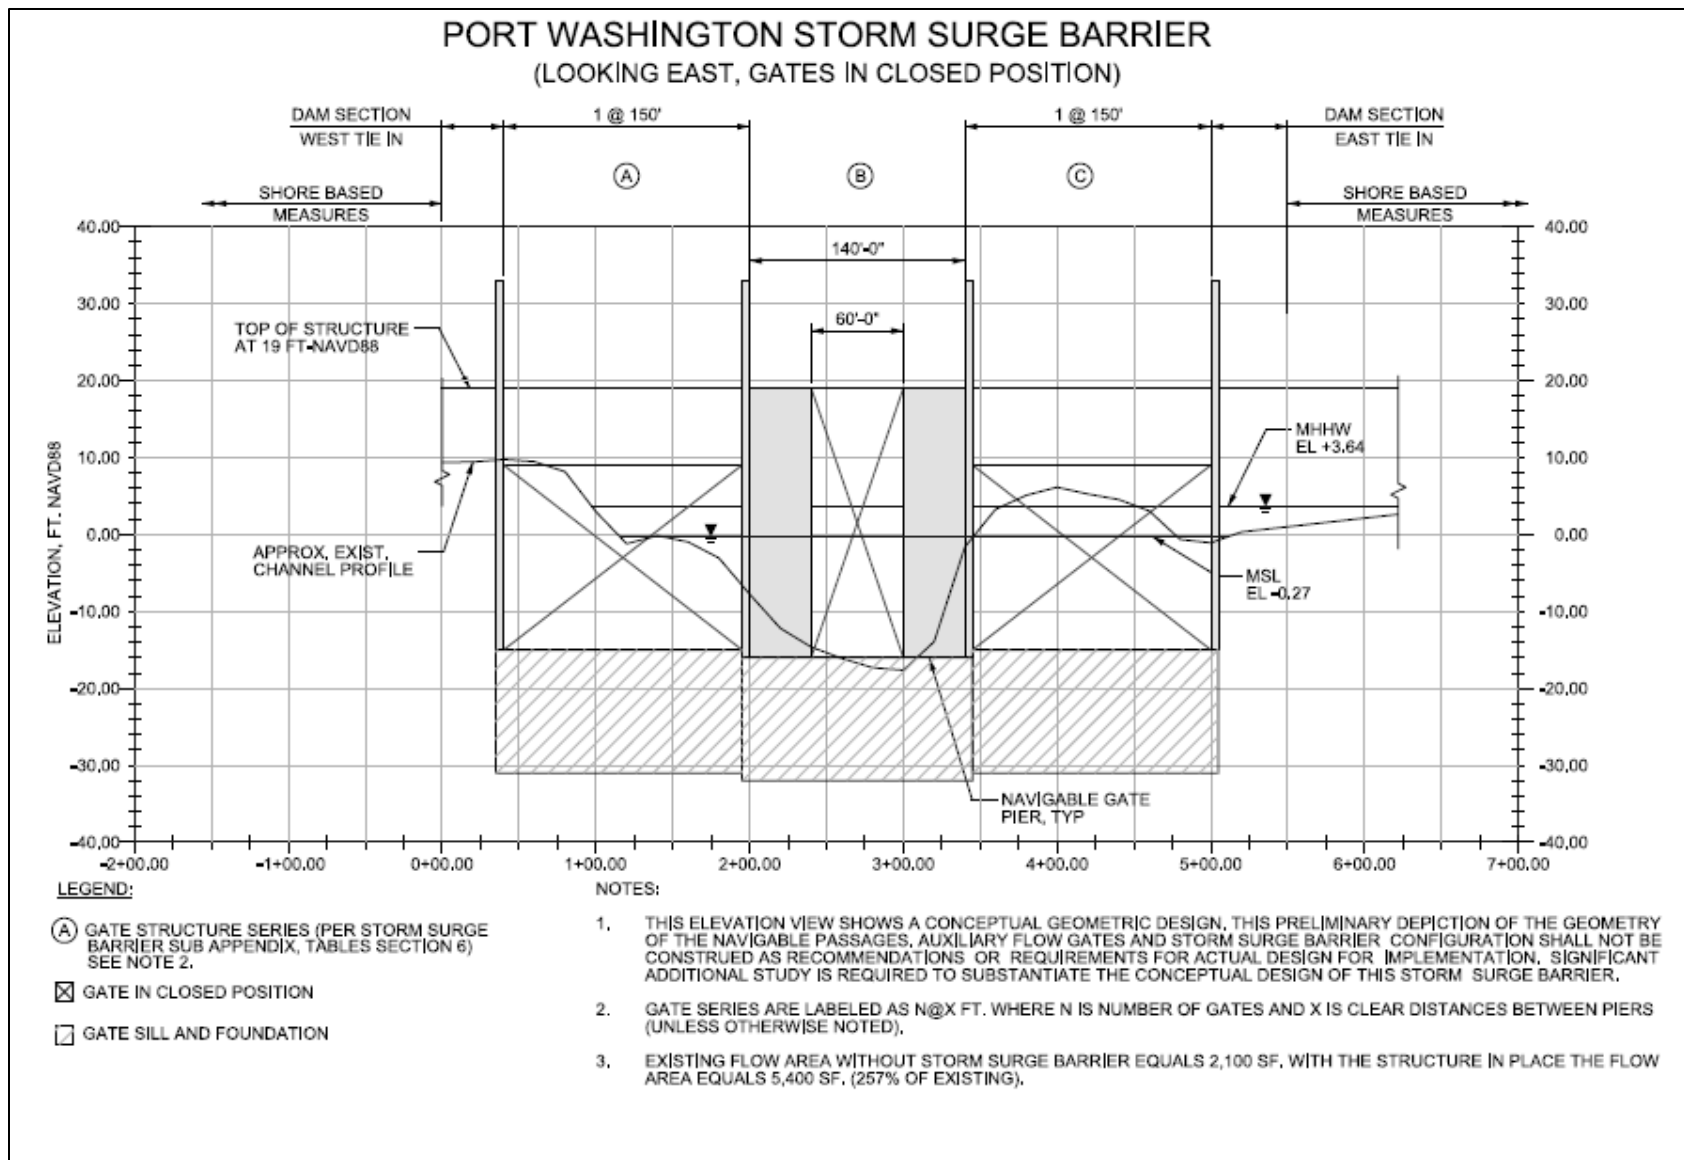 PORT WASHINGTON STORM SURGE BARRIER
(LOOKING EAST, GATES IN CLOSED POSITION)
DAM SECTION
WEST TIE IN
1 @ 150'
1 @ 150'
DAM SECTION
EAST TIE IN
A
B
C
SHORE BASED
MEASURES
SHORE BASED
MEASURES
40.00
40.00
140'-0"
30.00
30.00
60'-0"
TOP OF STRUCTURE
AT 19 FT-NAVD88
20.00
20.00
MHHW
EL +3.64
10.00
10.00
ELEVATION, FT. NAVD88
0.00
0.00
APPROX. EXIST.
CHANNEL PROFILE
MSL
EL -0.27
-10.00
-10.00
-20.00
-20.00
-30.00
-30.00
NAVIGABLE GATE
PIER, TYP
-40.00
-40.00
-2+00.00
-1+00.00
0+00.00
1+00.00
2+00.00
3+00.00
4+00.00
5+00.00
6+00.00
7+00.00
LEGEND:
A GATE STRUCTURE SERIES (PER STORM SURGE
BARRIER SUB APPENDIX, TABLES SECTION 6)
SEE NOTE 2.
GATE IN CLOSED POSITION
GATE SILL AND FOUNDATION
NOTES:
1. THIS ELEVATION VIEW SHOWS A CONCEPTUAL GEOMETRIC DESIGN. THIS PRELIMINARY DEPICTION OF THE GEOMETRY
OF THE NAVIGABLE PASSAGES, AUXILIARY FLOW GATES AND STORM SURGE BARRIER CONFIGURATION SHALL NOT BE
CONSTRUED AS RECOMMENDATIONS OR REQUIREMENTS FOR ACTUAL DESIGN FOR IMPLEMENTATION. SIGNIFICANT
ADDITIONAL STUDY IS REQUIRED TO SUBSTANTIATE THE CONCEPTUAL DESIGN OF THIS STORM SURGE BARRIER.
2. GATE SERIES ARE LABELED AS N@X FT. WHERE N IS NUMBER OF GATES AND X IS CLEAR DISTANCES BETWEEN PIERS
(UNLESS OTHERWISE NOTED).
3. EXISTING FLOW AREA WITHOUT STORM SURGE BARRIER EQUALS 2,100 SF. WITH THE STRUCTURE IN PLACE THE FLOW
AREA EQUALS 5,400 SF. (257% OF EXISTING).